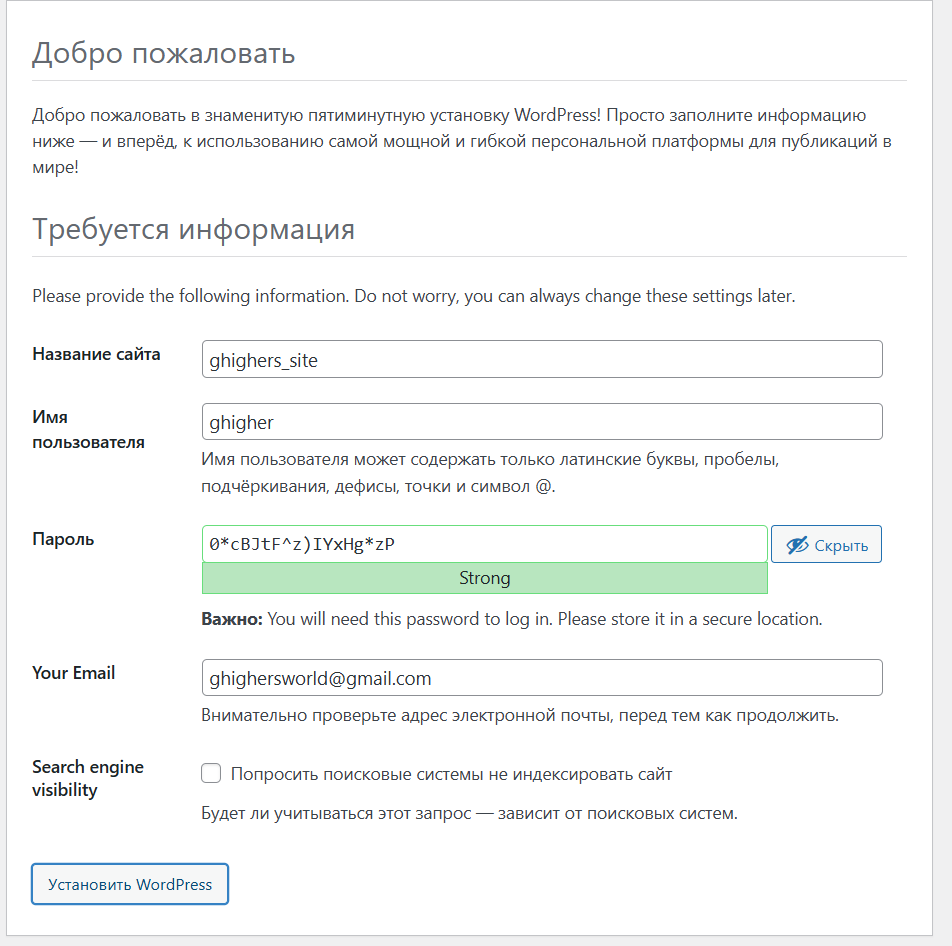 Добро пожаловать
Добро пожаловать в знаменитую пятиминутную установку WordPress! Просто заполните информацию
ниже — и вперёд, к использованию самой мощной и гибкой персональной платформы для публикаций в
мире!
Требуется информация
Please provide the following information. Do not worry, you can always change these settings later.
Название сайта
ghighers_site
Имя
пользователя
ghigher
Имя пользователя может содержать только латинские буквы, пробелы,
подчёркивания, дефисы, точки и символ @.
Пароль
0*cBJtF^z)IYxHg*zP
Скрыть
Strong
Важно: You will need this password to log in. Please store it in a secure location.
Your Email
ghighersworld@gmail.com
Внимательно проверьте адрес электронной почты, перед тем как продолжить.
Search engine
visibility
Попросить поисковые системы не индексировать сайт
Будет ли учитываться этот запрос — зависит от поисковых систем.
Установить WordPress